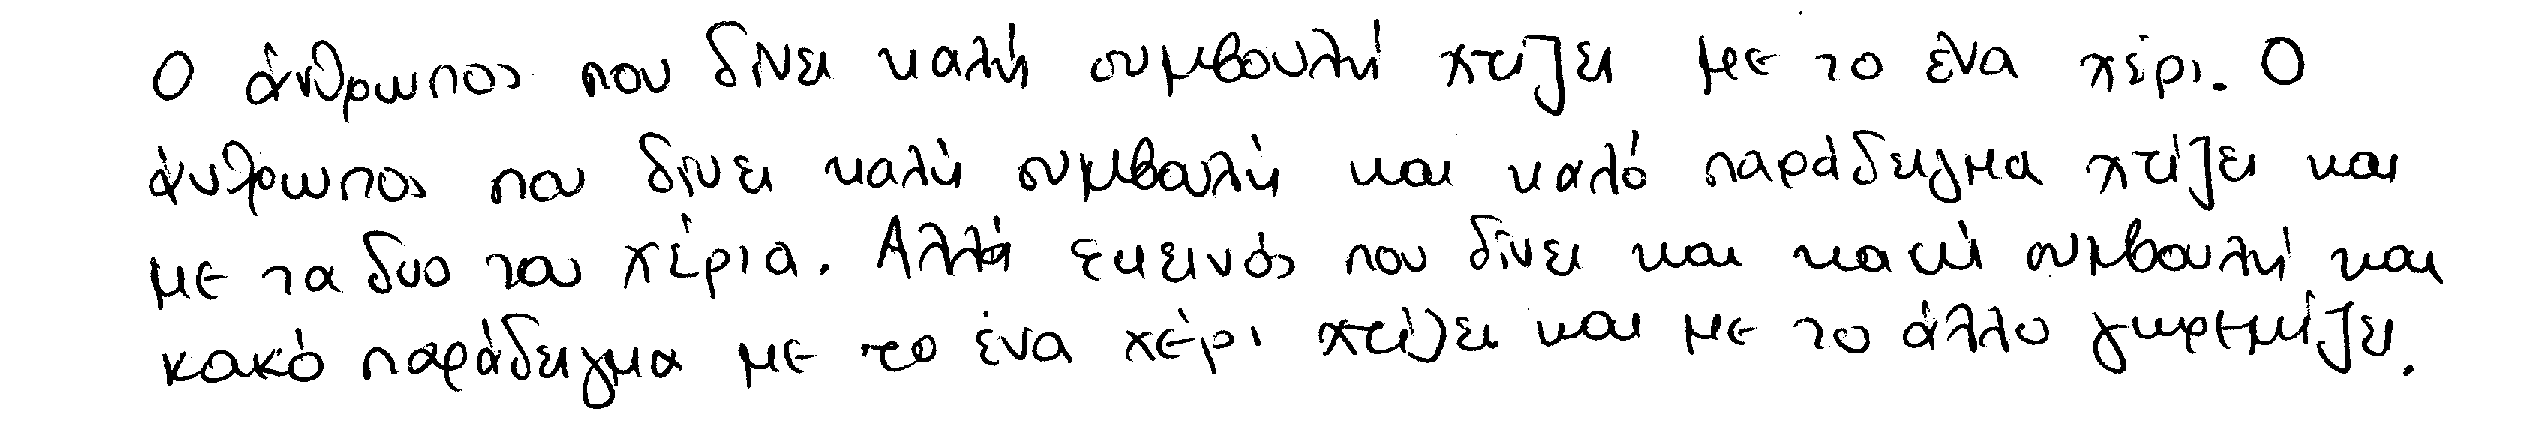 Ο άνθρωπος που δίνει καλή συμβουλή χτίζει με το ένα χέρι. Ο
άνθρωπος που δίνει καλή συμβουλή και καλό παράδειγμα χτίζει και
με τα δυο του χέρια. Αλλά εκεινός που δίνει και κακή συμβουλή και
κακό παράδειγμα με το ένα χέρι χτίζει και με το άλλο γκρεμίζει.